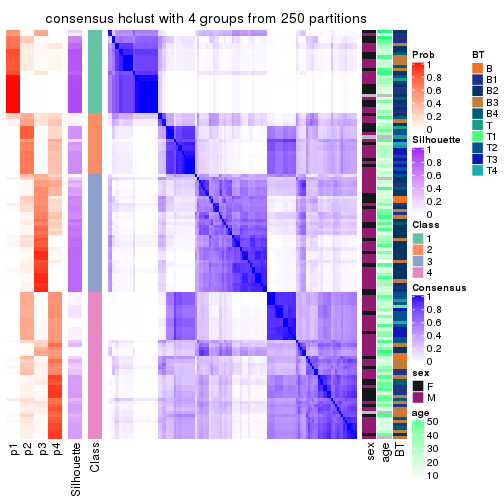 consensus hclust with 4 groups from 250 partitions
p1
p2
p3
p4
Silhouette
Class
sex
age
BT
Prob
1
0.8
0.6
0.4
0.2
0
Silhouette
1
0.8
0.6
0.4
0.2
0
Class
1
2
3
4
Consensus
1
0.8
0.6
0.4
0.2
0
sex
F
M
age
50
40
30
20
10
BT
B
B1
B2
B3
B4
T
T1
T2
T3
T4